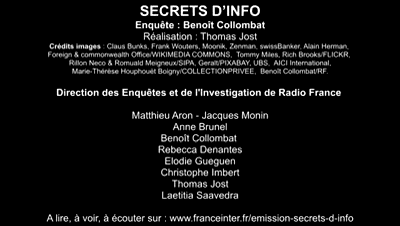 SECRETS D'INFO
Enquête : Benoît Collombat
Réalisation : Thomas Jost
Crédits images : Claus Bunks, Frank Wouters, Moonik, Zenman, swissBanker, Alain Herman,
Foreign & commonwealth Office/WIKIMEDIA COMMONS, Tommy Miles, Rich Brooks/FLICKR,
Rillon Neco & Romuald Meigneux/SIPA, Geralt/PIXABAY, UBS, AICI International,
Marie-Thérèse Houphouët Boigny/COLLECTIONPRIVEE, Benoît Collombat/RF.
Direction des Enquêtes et de l'Investigation de Radio France
Matthieu Aron - Jacques Monin
Anne Brunel
Benoît Collombat
Rebecca Denantes
Elodie Gueguen
Christophe Imbert
Thomas Jost
Laetitia Saavedra
A lire, à voir, à écouter sur : www.franceinter.fr/emission-secrets-d-info